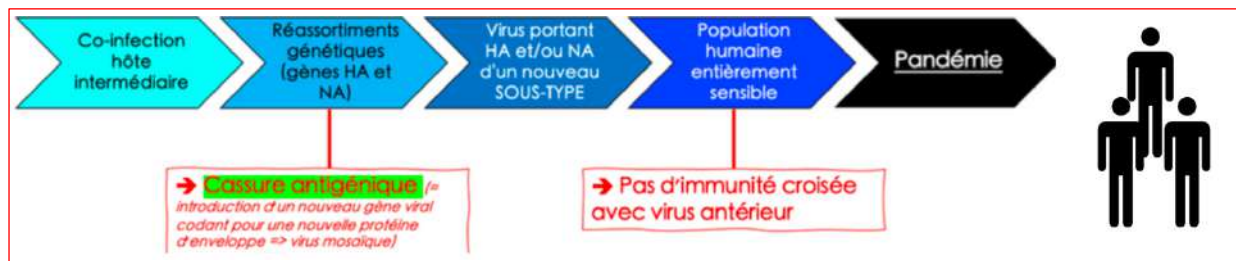 Co-infection
hôte
intermédiaire
Réassortiments
génétiques
(gènes HA et
NA)
Virus portant
HA et/ou NA
d'un nouveau
SOUS-TYPE
Population
humaine
entièrement
sensible
Pandémie
➔ Cassure antigénique (=
introduction d'un nouveau gène viral
codant pour une nouvelle protéine
d'enveloppe => virus mosaïque)
➔ Pas d'immunité croisée
avec virus antérieur